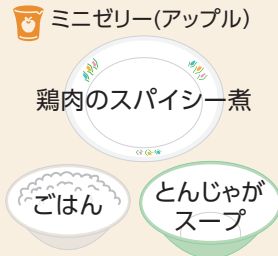 ミニゼリー(アップル)
鶏肉のスパイシー煮
ごはん
とんじゃが
スープ